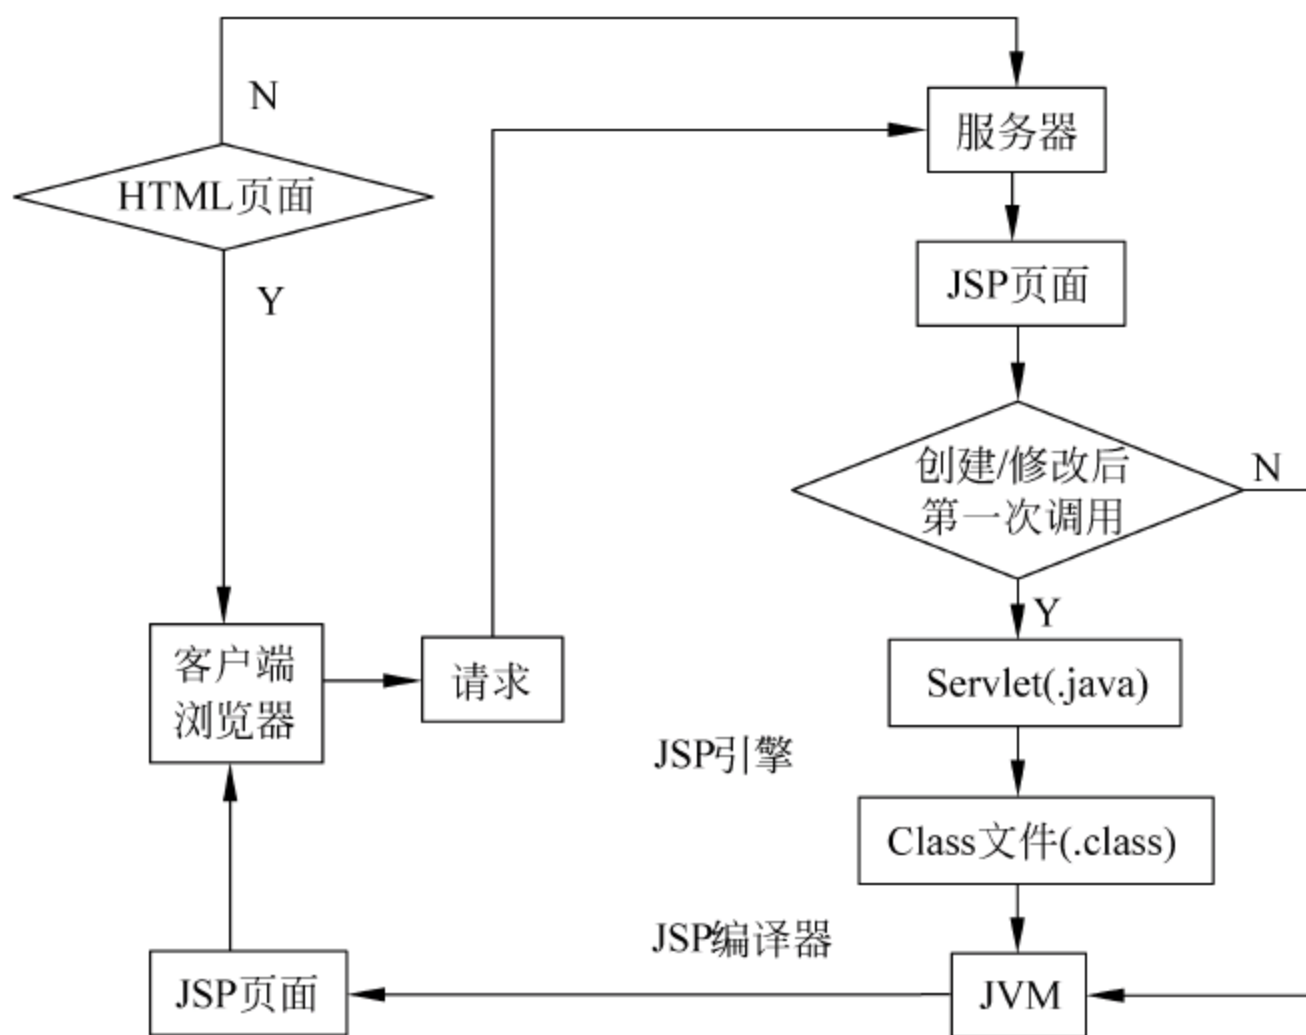 N
服务器
HTML页面
JSP页面
Y
创建/修改后
第一次调用
N
Y
客户端
浏览器
请求
Servlet(.java)
JSP引擎
Class文件(.class)
JSP编译器
JSP页面
JVM